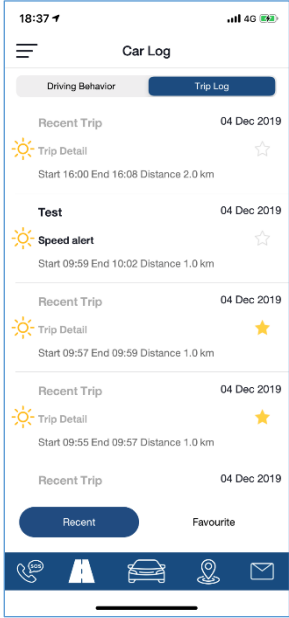 18:37 4G
Car Log
Driving Behavior Trip Log
Recent Trip 04 Dec 2019
Trip Detail
Start 16:00 End 16:08 Distance 2.0 km
Test 04 Dec 2019
Speed alert
Start 09:59 End 10:02 Distance 1.0 km
Recent Trip 04 Dec 2019
Trip Detail
Start 09:57 End 09:59 Distance 1.0 km
Recent Trip 04 Dec 2019
Trip Detail
Start 09:55 End 09:57 Distance 1.0 km
Recent Trip 04 Dec 2019
Recent Favourite
SOS